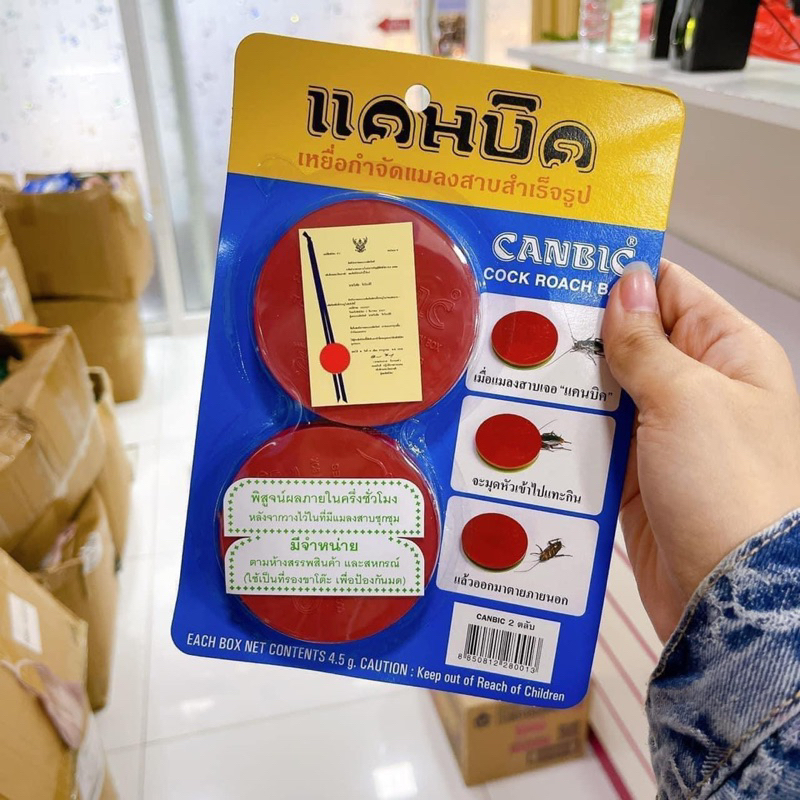 แคนบิค
เหยื่อกำจัดแมลงสาบสำเร็จรูป
CANBIC®
COCK ROACH B
เมื่อแมลงสาบเจอ "แคนบิค"
จะมุดหัวเข้าไปแทะกิน
แล้วออกมาตายภายนอก
พิสูจน์ผลภายในครึ่งชั่วโมง
หลังจากวางไว้ในที่มีแมลงสาบชุกชุม
มีจำหน่าย
ตามห้างสรรพสินค้า และสหกรณ์
(ใช้เป็นที่รองขาโต๊ะ เพื่อป้องกันมด)
CANBIC 2 ตลับ
8 850812 280013
EACH BOX NET CONTENTS 4.5 g. CAUTION : Keep out of Reach of Children